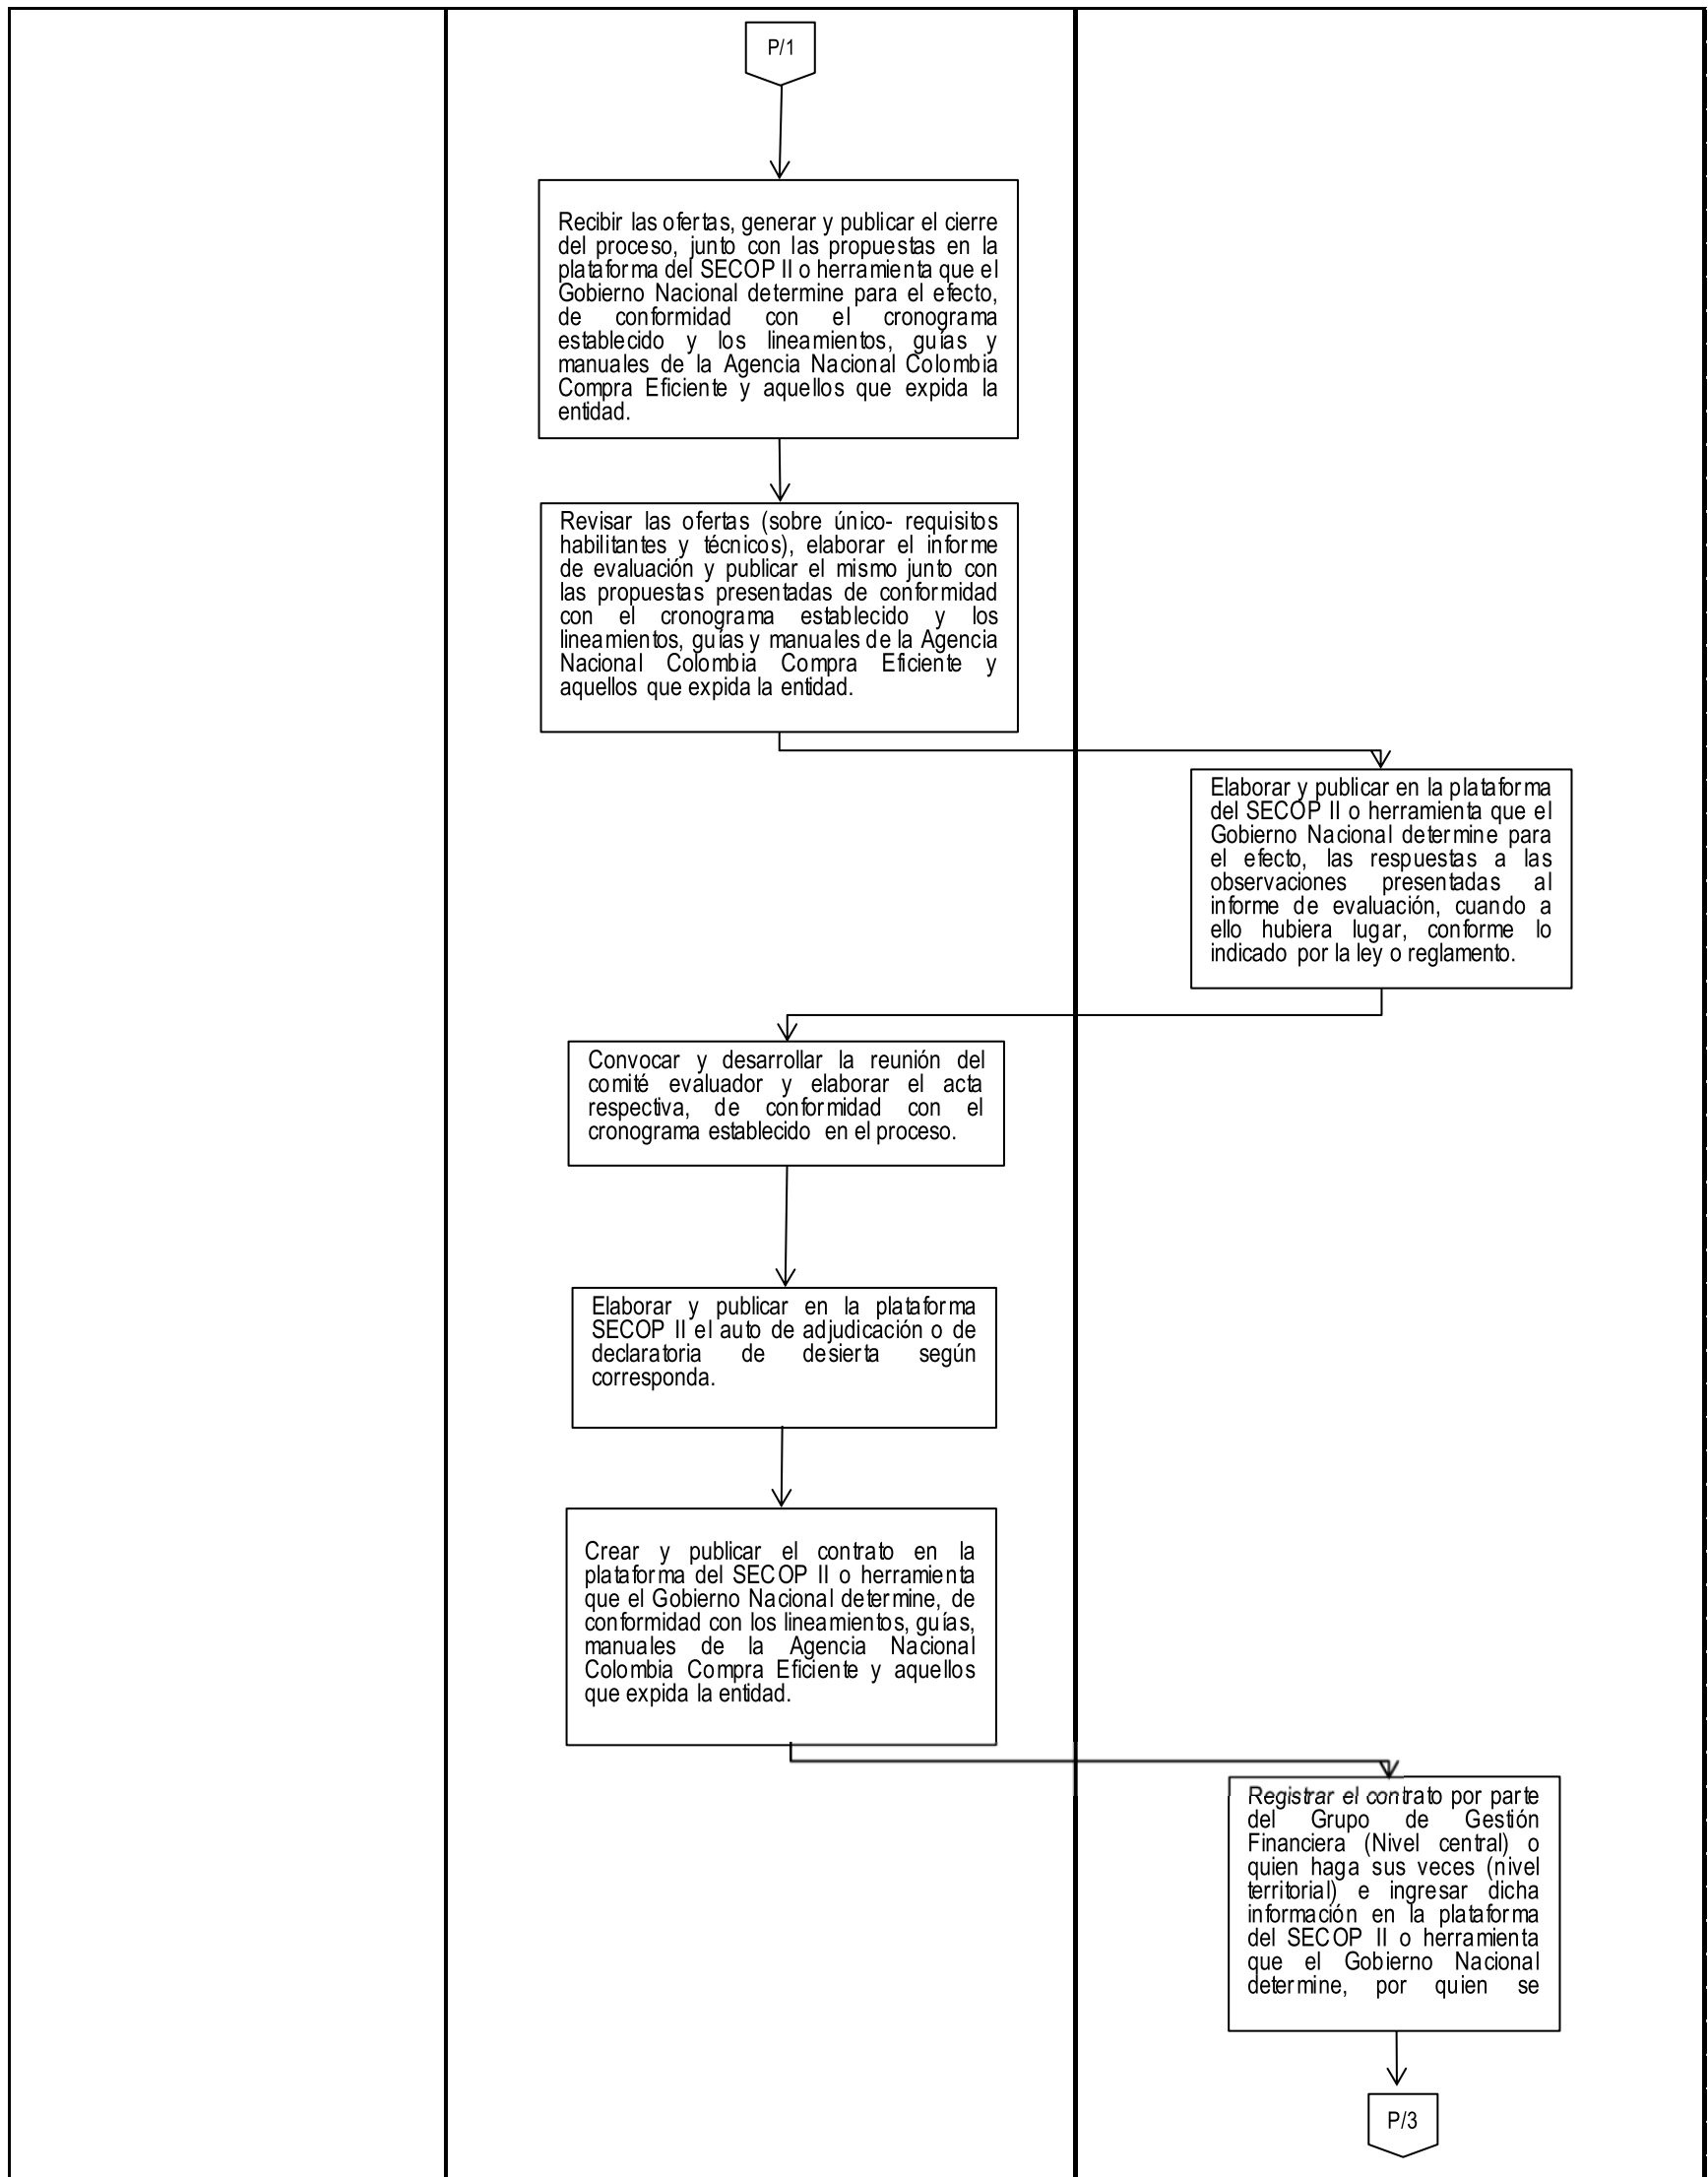 P/1
Recibir las ofertas, generar y publicar el cierre
del proceso, junto con las propuestas en la
plataforma del SECOP II o herramienta que el
Gobierno Nacional determine para el efecto,
de conformidad con el cronograma
establecido y los lineamientos, guías y
manuales de la Agencia Nacional Colombia
Compra Eficiente y aquellos que expida la
entidad.
Revisar las ofertas (sobre único- requisitos
habilitantes y técnicos), elaborar el informe
de evaluación y publicar el mismo junto con
las propuestas presentadas de conformidad
con el cronograma establecido y los
lineamientos, guías y manuales de la Agencia
Nacional Colombia Compra Eficiente y
aquellos que expida la entidad.
Elaborar y publicar en la plataforma
del SECOP II o herramienta que el
Gobierno Nacional determine para
el efecto, las respuestas a las
observaciones presentadas al
informe de evaluación, cuando a
ello hubiera lugar, conforme lo
indicado por la ley o reglamento.
Convocar y desarrollar la reunión del
comité evaluador y elaborar el acta
respectiva, de conformidad con el
cronograma establecido en el proceso.
Elaborar y publicar en la plataforma
SECOP II el auto de adjudicación o de
declaratoria de desierta según
corresponda.
Crear y publicar el contrato en la
plataforma del SECOP II o herramienta
que el Gobierno Nacional determine, de
conformidad con los lineamientos, guías,
manuales de la Agencia Nacional
Colombia Compra Eficiente y aquellos
que expida la entidad.
Registrar el contrato por parte
del Grupo de Gestión
Financiera (Nivel central) o
quien haga sus veces (nivel
territorial) e ingresar dicha
información en la plataforma
del SECOP II o herramienta
que el Gobierno Nacional
determine, por quien se
P/3